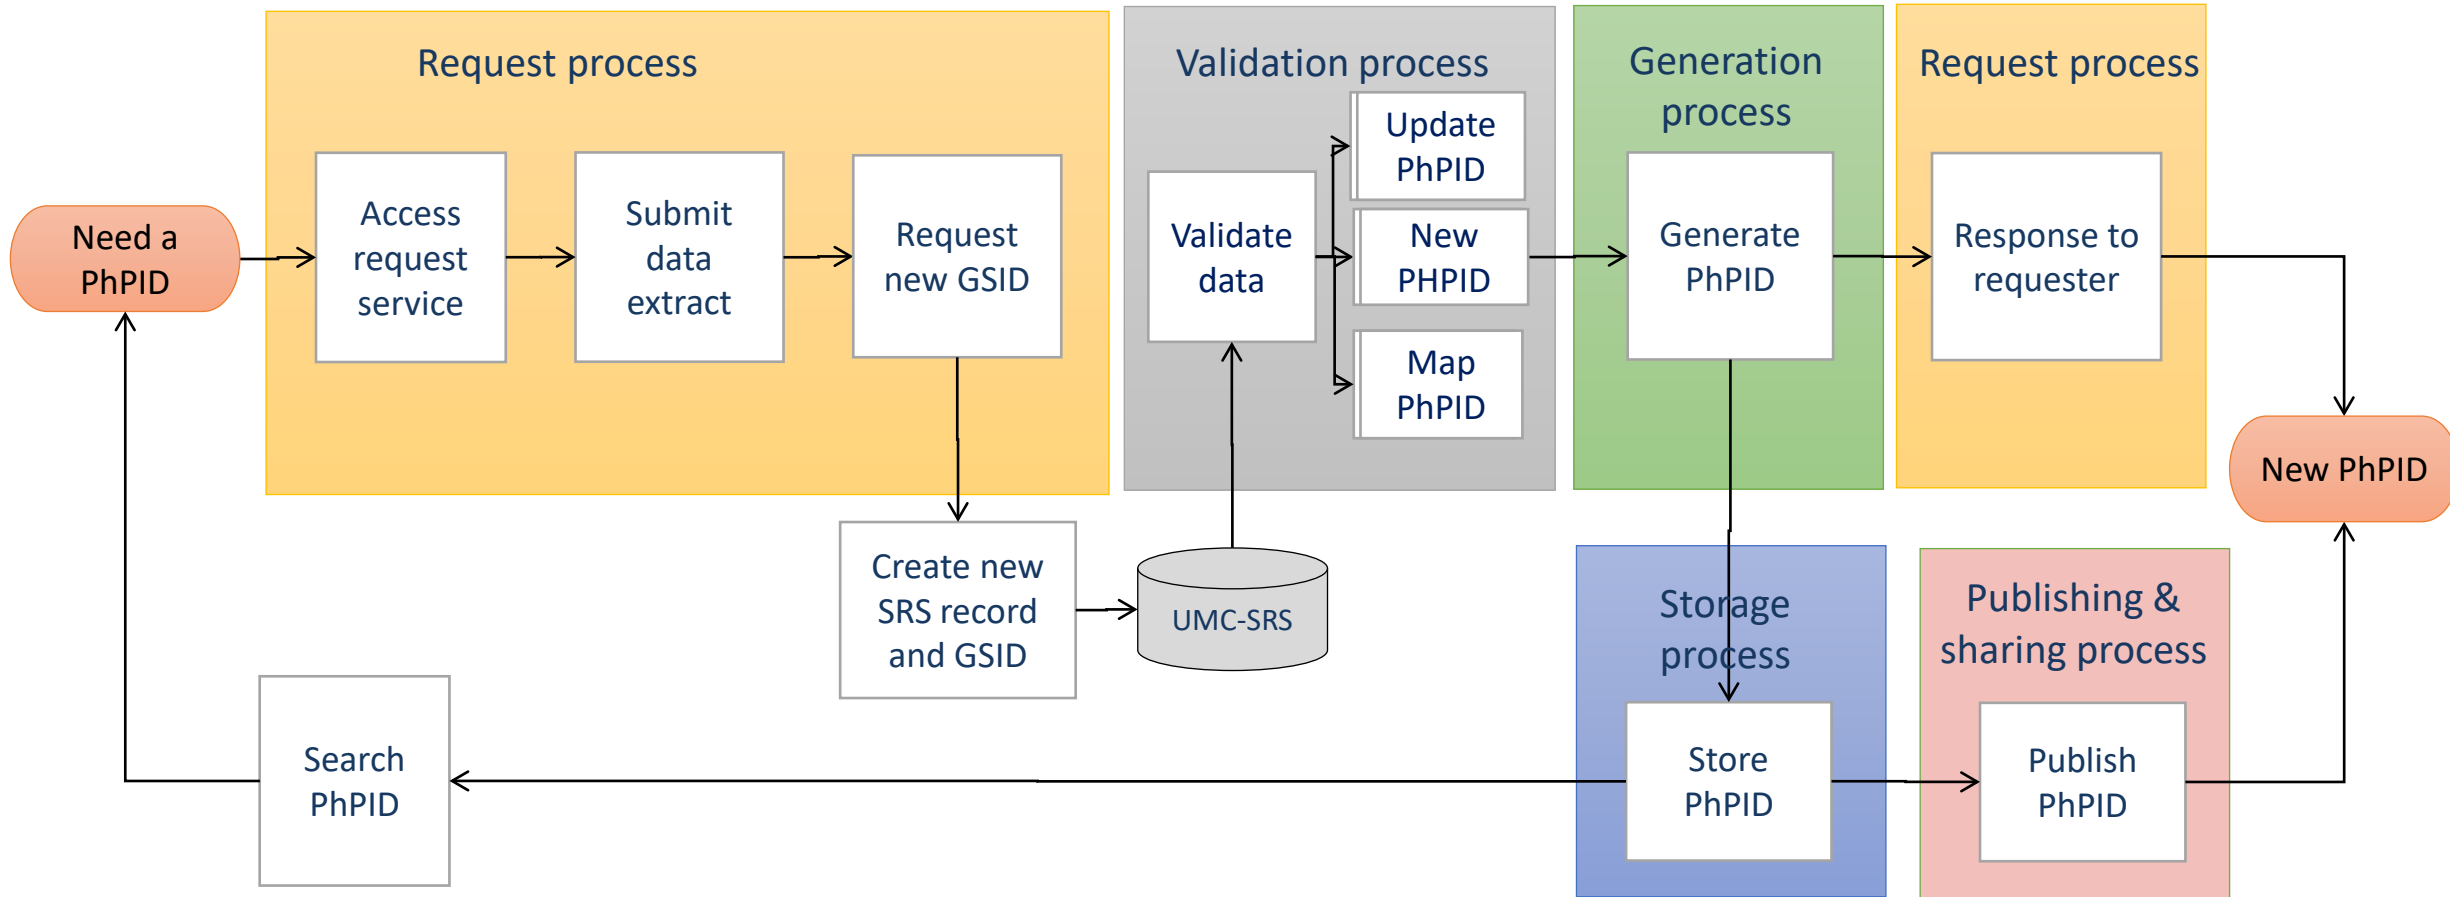 Request process
Validation process
Generation
process
Request process
Need a
PhPID
Access
request
service
Submit
data
extract
Request
new GSID
Validate
data
Update
PhPID
New
PHPID
Map
PhPID
Generate
PhPID
Response to
requester
New PhPID
Create new
SRS record
and GSID
UMC-SRS
Storage
process
Publishing &
sharing process
Search
PhPID
Store
PhPID
Publish
PhPID